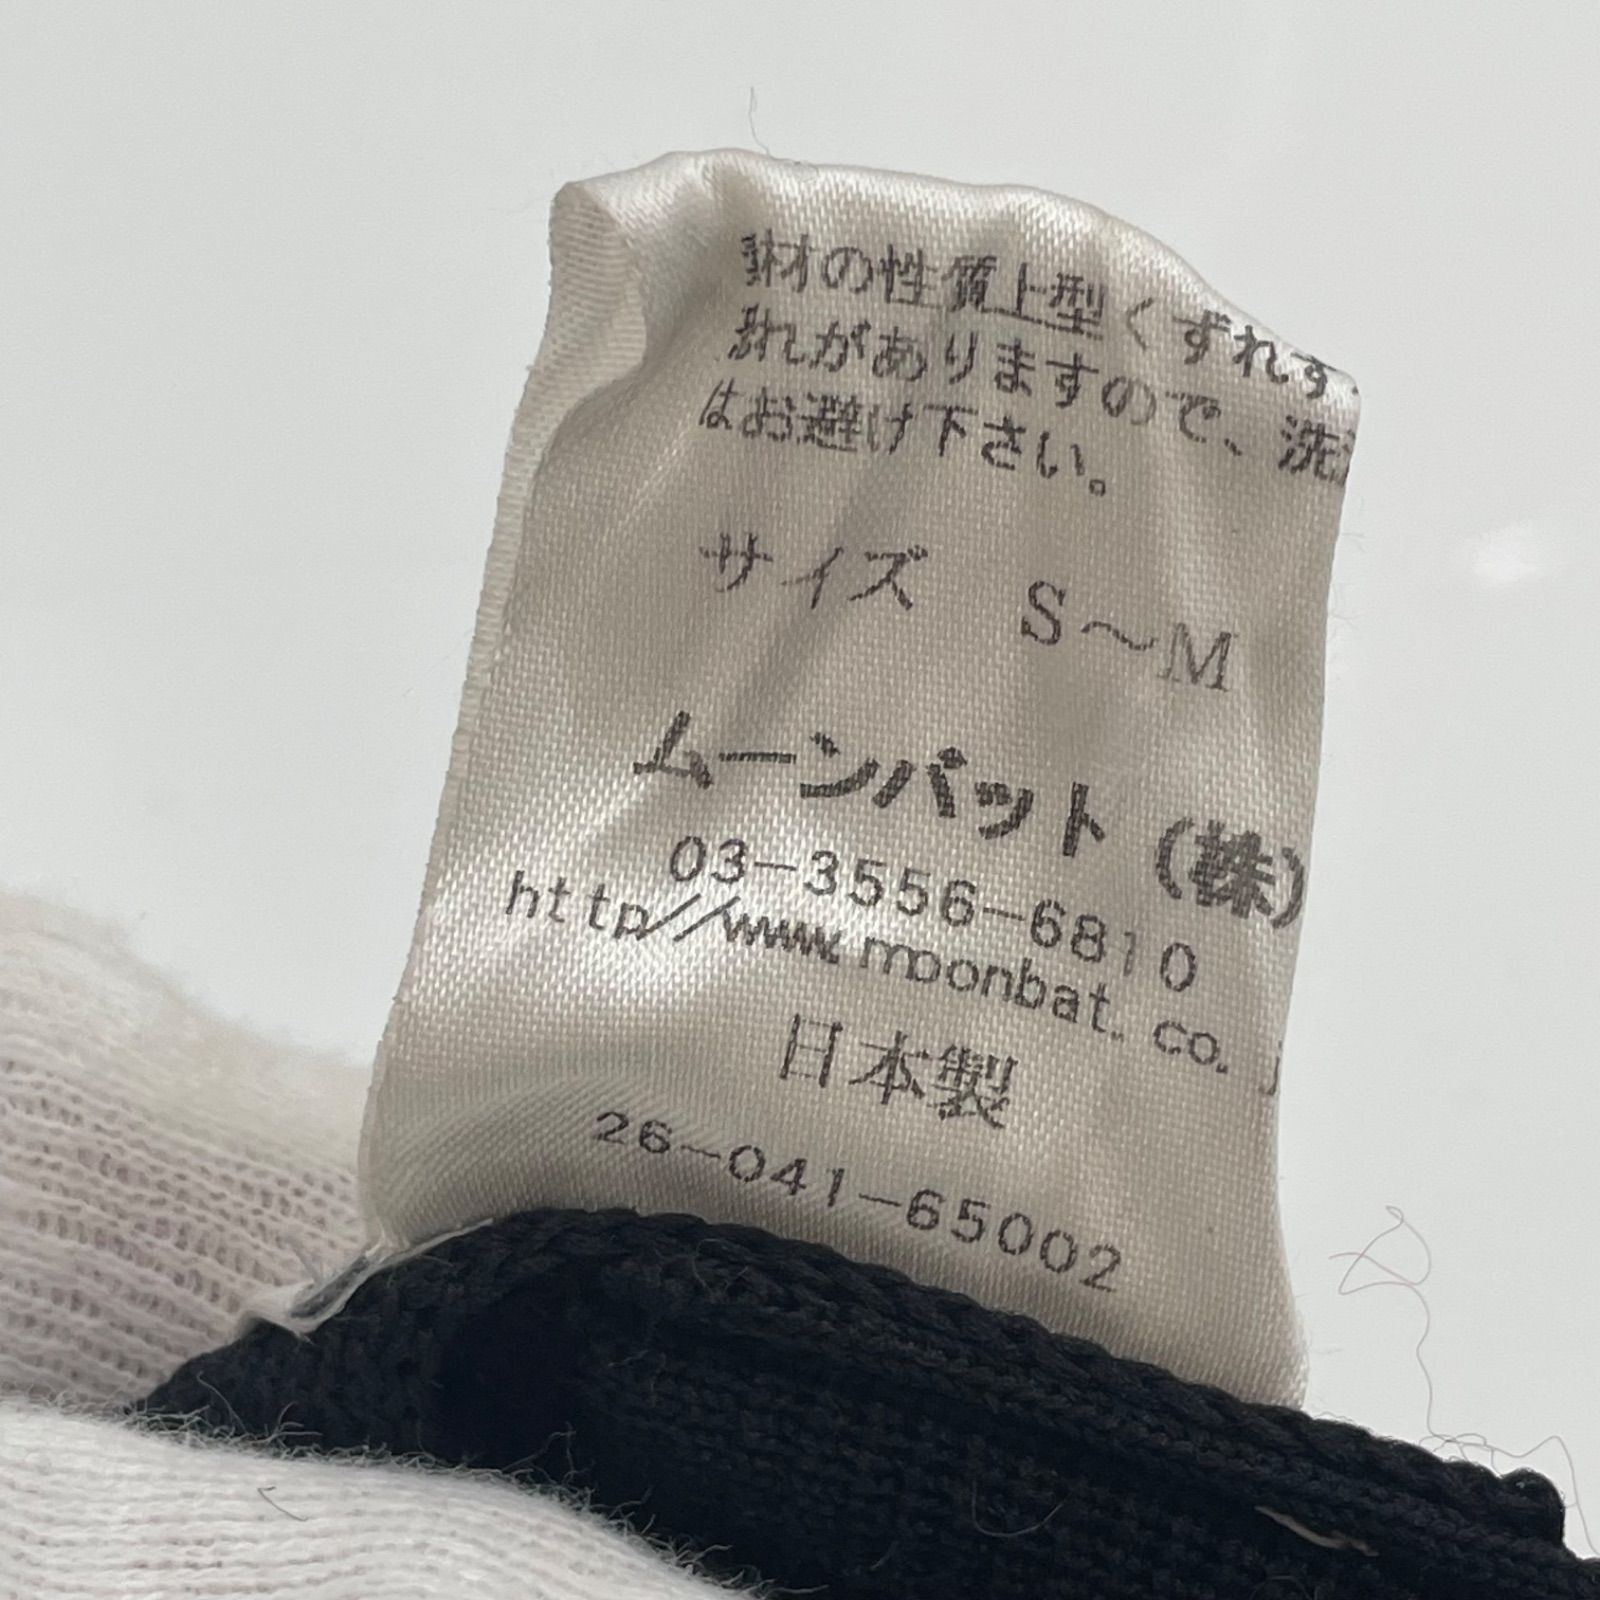 材の性質上型くずれす
れがありますので、洗
はお避け下さい。
サイズ S～M
ムーンバット(株)
03-3556-6810
http//www.moonbat.co.j
日本製
26-041-65002